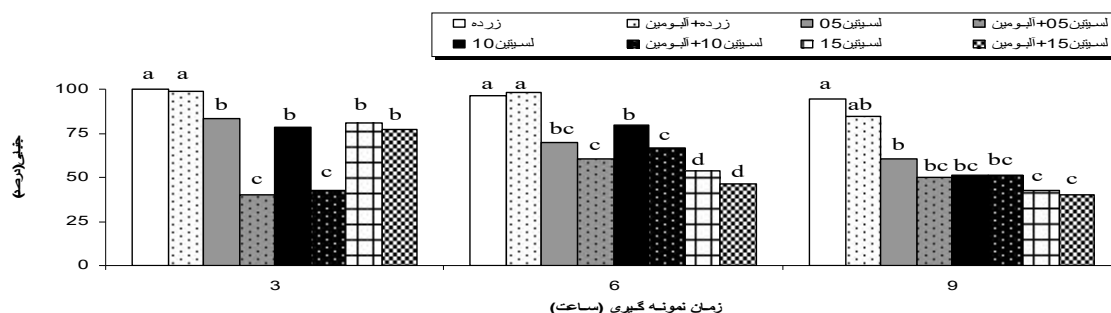 زرده
زرده+آلبومین
لسیتین05
لسیتین05+آلبومین
لسیتین10
لسیتین10+آلبومین
لسیتین15
لسیتین15+آلبومین
a a b c b c b b
a a bc c b c d d
a ab b bc bc bc c c
100
75
50
25
0
جنبایی(درصد)
3 6 9
زمان نمونه گیری (ساعت)